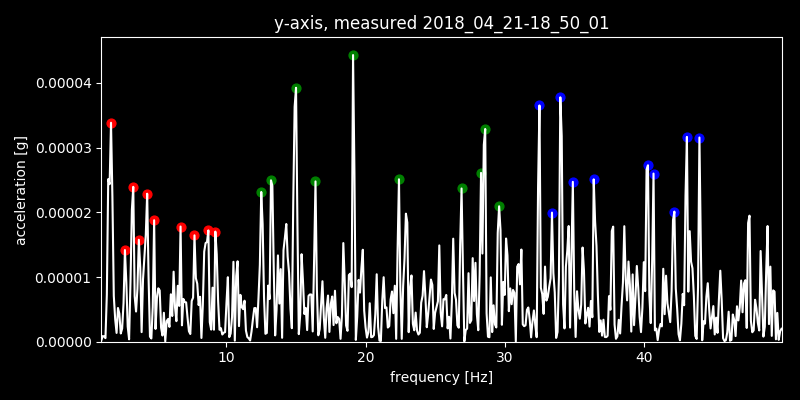 y-axis, measured 2018_04_21-18_50_01
0.00004
0.00003
0.00002
0.00001
0.00000
acceleration [g]
10 20 30 40
frequency [Hz]